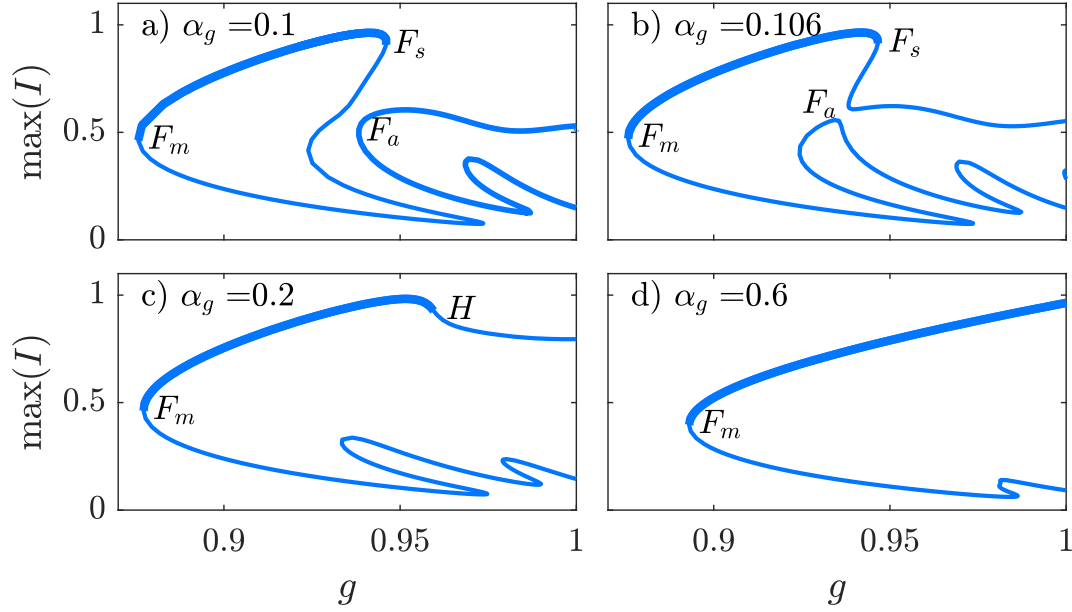 a) α_g =0.1
b) α_g =0.106
max(I)
1
0.5
0
F_s
F_m
F_a
F_s
F_a
F_m
c) α_g =0.2
d) α_g =0.6
max(I)
1
0.5
0
H
F_m
F_m
0.9
0.95
1
0.9
0.95
1
g
g